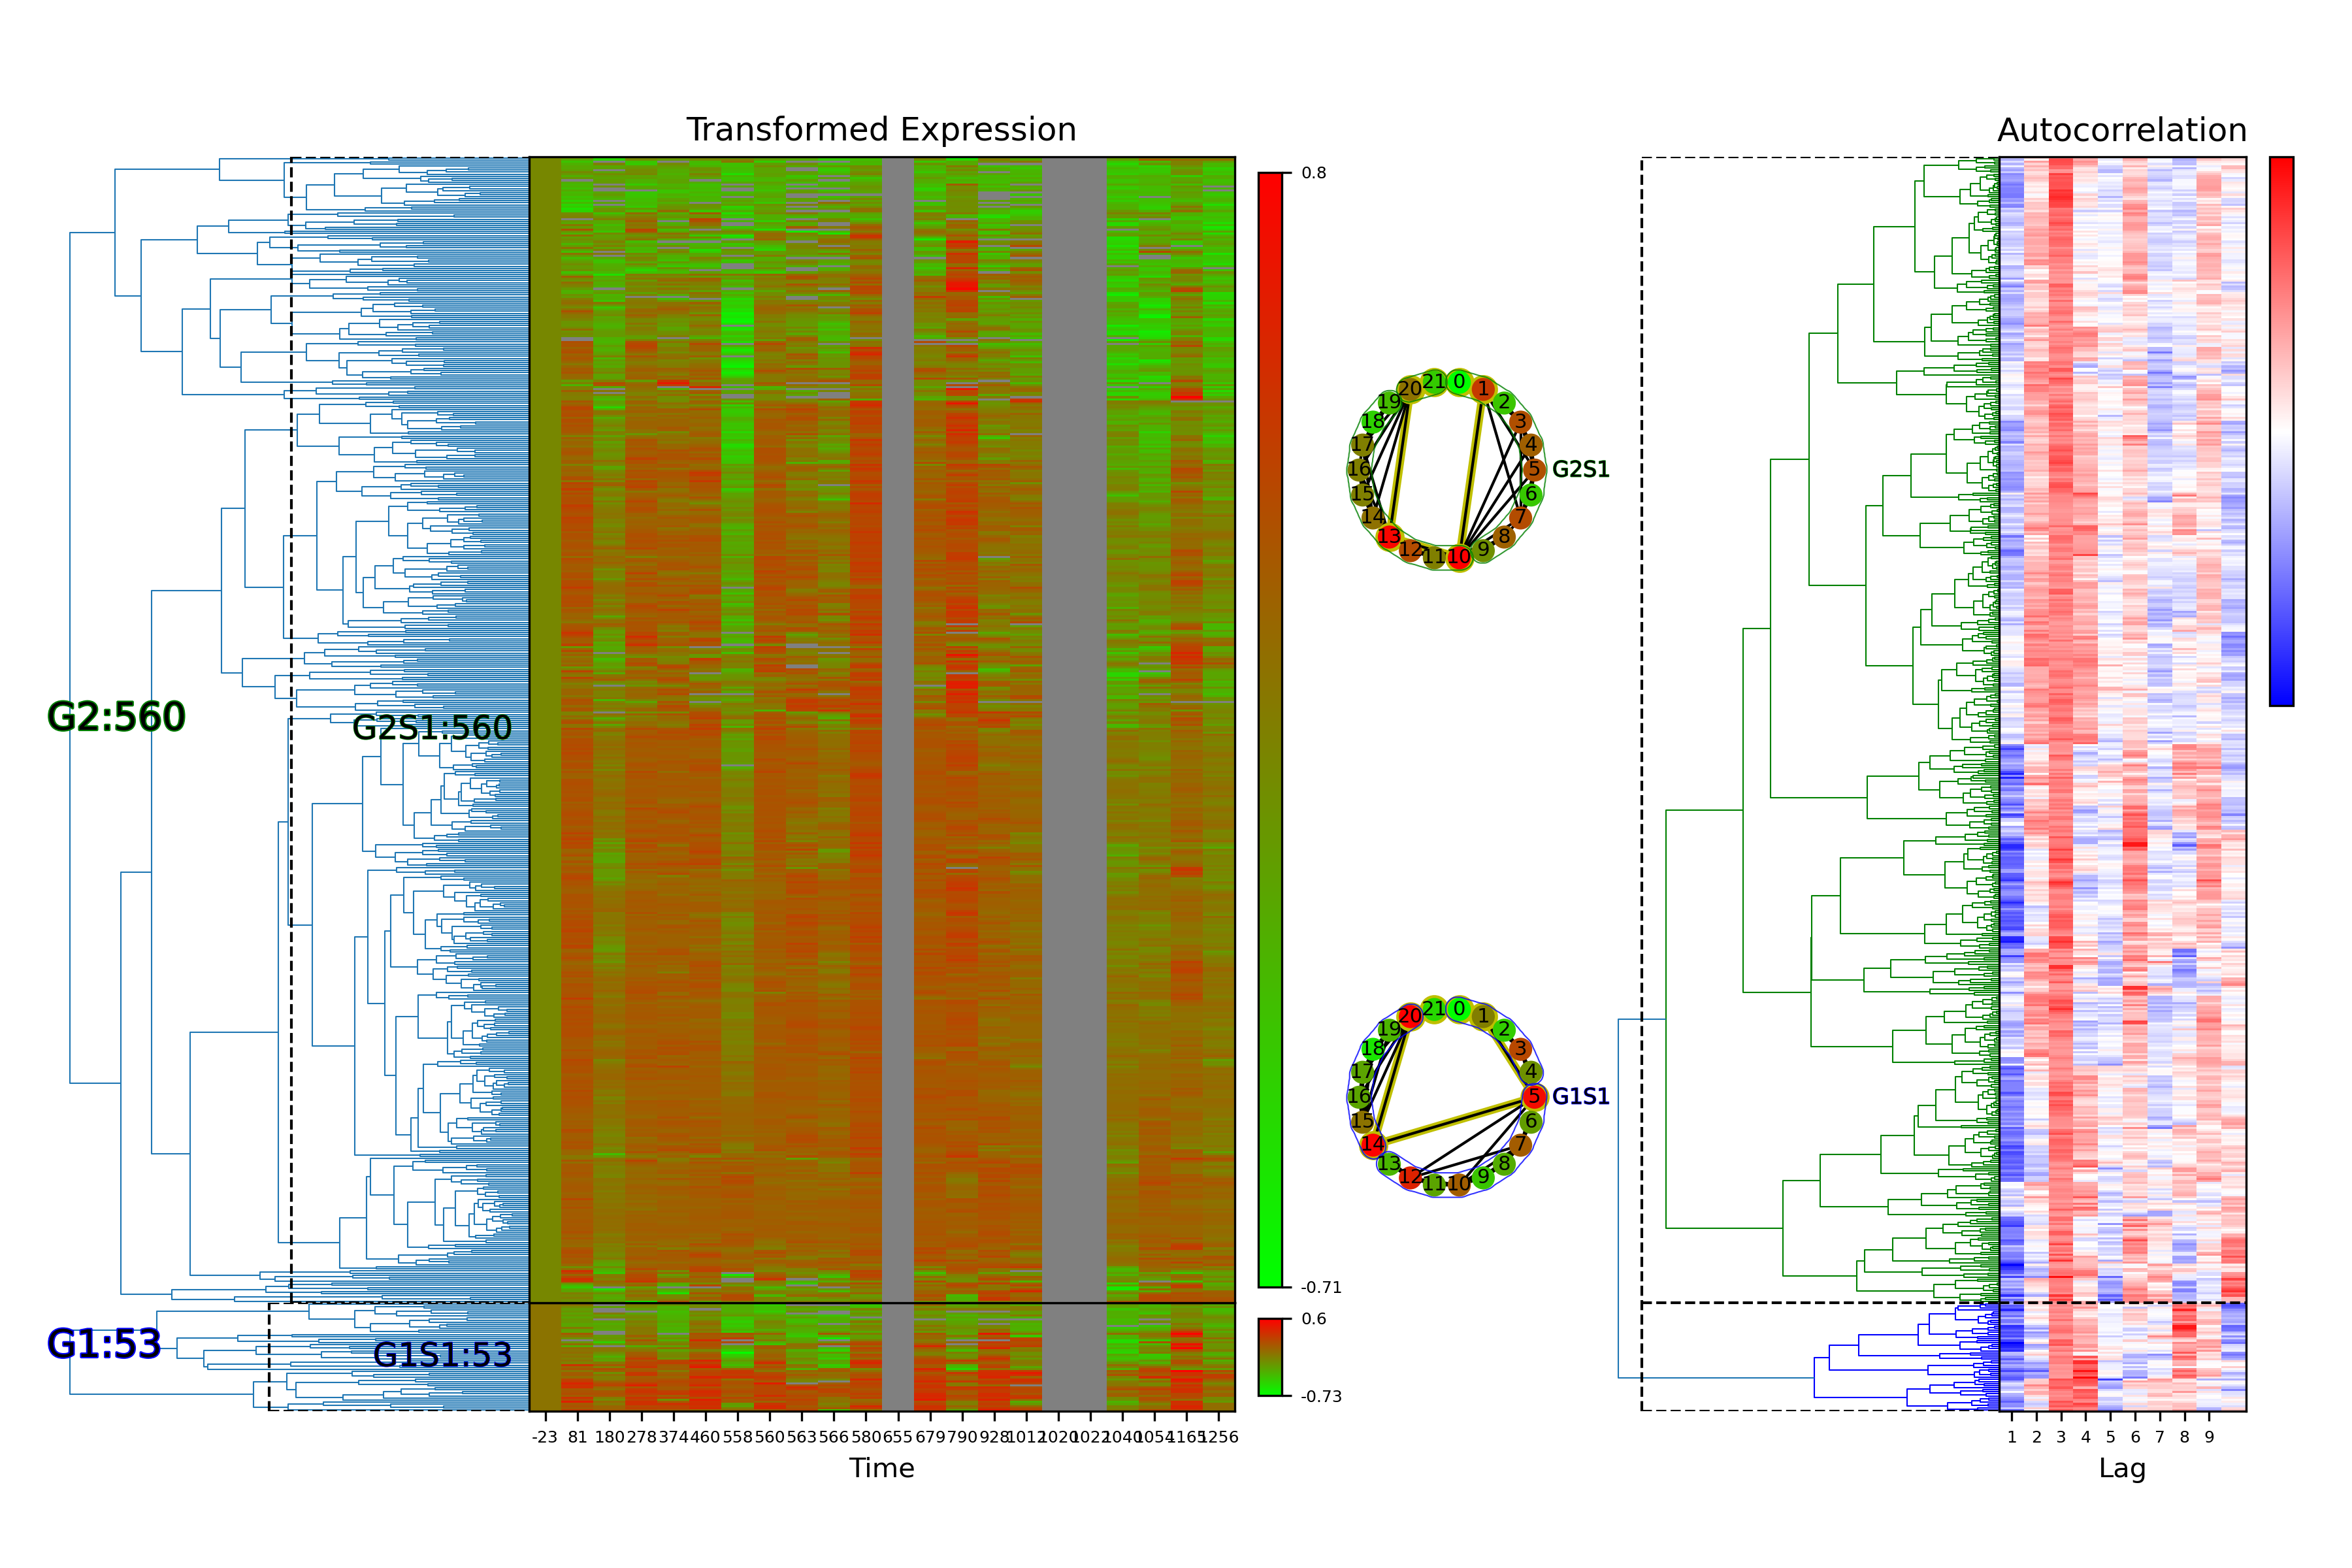 Transformed Expression
Autocorrelation
0.8
-0.71
0.6
-0.73
G2:560
G2S1:560
G1:53
G1S1:53
0 1 2 3 4 5 6 7 8 9 10 11 12 13 14 15 16 17 18 19 20 21
G2S1
0 1 2 3 4 5 6 7 8 9 10 11 12 13 14 15 16 17 18 19 20 21
G1S1
-23 81 180 278 374 460 558 560 563 566 580 655 679 790 928 1012 1020 1022 1040 1054 1165 1256
Time
1 2 3 4 5 6 7 8 9
Lag